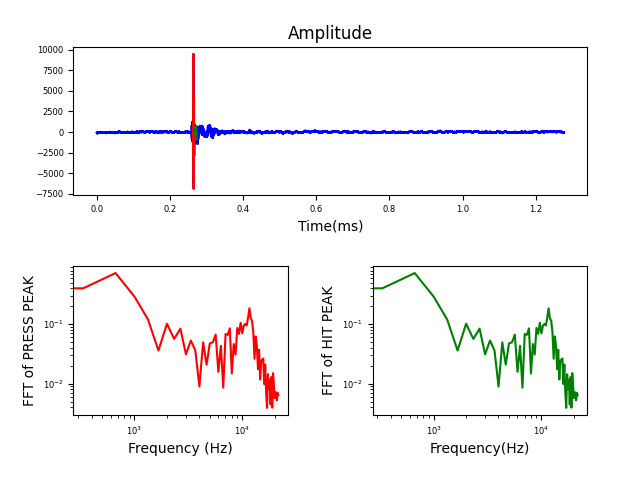 Amplitude
10000
7500
5000
2500
0
−2500
−5000
−7500
0.0 0.2 0.4 0.6 0.8 1.0 1.2
Time(ms)
FFT of PRESS PEAK
10⁻¹
10⁻²
10³ 10⁴
Frequency (Hz)
FFT of HIT PEAK
10⁻¹
10⁻²
10³ 10⁴
Frequency(Hz)